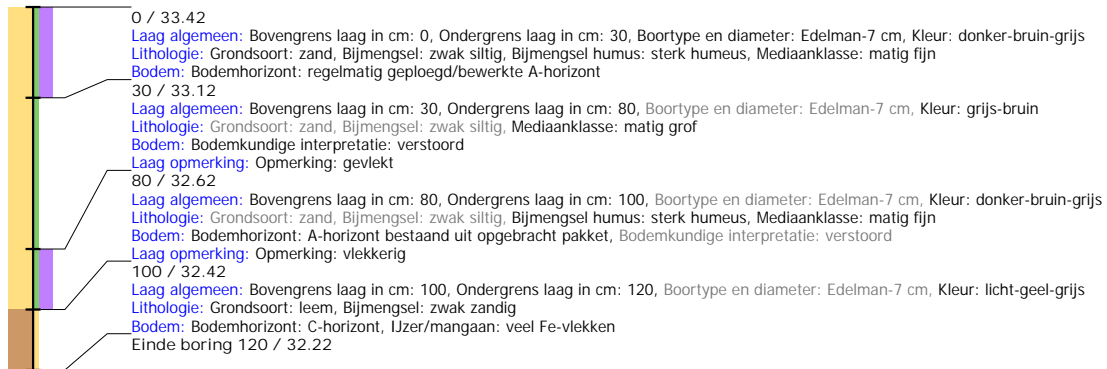 0 / 33.42
Laag algemeen: Bovengrens laag in cm: 0, Ondergrens laag in cm: 30, Boortype en diameter: Edelman-7 cm, Kleur: donker-bruin-grijs
Lithologie: Grondsoort: zand, Bijmengsel: zwak siltig, Bijmengsel humus: sterk humeus, Mediaanklasse: matig fijn
Bodem: Bodemhorizont: regelmatig geploegd/bewerkte A-horizont
30 / 33.12
Laag algemeen: Bovengrens laag in cm: 30, Ondergrens laag in cm: 80, Boortype en diameter: Edelman-7 cm, Kleur: grijs-bruin
Lithologie: Grondsoort: zand, Bijmengsel: zwak siltig, Mediaanklasse: matig grof
Bodem: Bodemkundige interpretatie: verstoord
Laag opmerking: Opmerking: gevlekt
80 / 32.62
Laag algemeen: Bovengrens laag in cm: 80, Ondergrens laag in cm: 100, Boortype en diameter: Edelman-7 cm, Kleur: donker-bruin-grijs
Lithologie: Grondsoort: zand, Bijmengsel: zwak siltig, Bijmengsel humus: sterk humeus, Mediaanklasse: matig fijn
Bodem: Bodemhorizont: A-horizont bestaand uit opgebracht pakket, Bodemkundige interpretatie: verstoord
Laag opmerking: Opmerking: vlekkerig
100 / 32.42
Laag algemeen: Bovengrens laag in cm: 100, Ondergrens laag in cm: 120, Boortype en diameter: Edelman-7 cm, Kleur: licht-geel-grijs
Lithologie: Grondsoort: leem, Bijmengsel: zwak zandig
Bodem: Bodemhorizont: C-horizont, IJzer/mangaan: veel Fe-vlekken
Einde boring 120 / 32.22